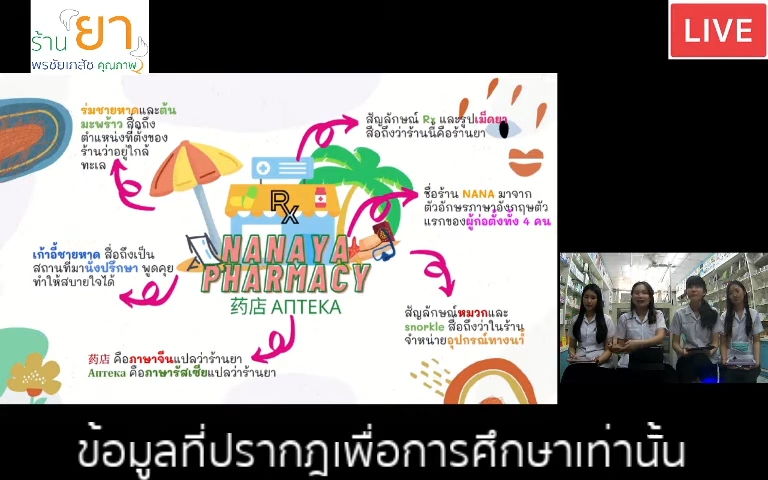 ร้าน ยา
พรชัยเภสัช คุณภาพ
LIVE
ร่มชายหาดและต้น
มะพร้าว สื่อถึง
ตำแหน่งที่ตั้งของ
ร้านว่าอยู่ใกล้
ทะเล
สัญลักษณ์ Rx และรูปเม็ดยา
สื่อถึงว่าร้านนี้คือร้านยา
ชื่อร้าน NANA มาจาก
ตัวอักษรภาษาอังกฤษตัว
แรกของผู้ก่อตั้งทั้ง 4 คน
Rx
เก้าอี้ชายหาด สื่อถึงเป็น
สถานที่มานั่งปรึกษา พูดคุย
ทำให้สบายใจได้
NANAYA
PHARMACY
药店 АПТЕКА
สัญลักษณ์หมวกและ
snorkle สื่อถึงว่าในร้าน
จำหน่ายอุปกรณ์ทางน้ำ
药店 คือภาษาจีนแปลว่าร้านยา
Аптека คือภาษารัสเซียแปลว่าร้านยา
ข้อมูลที่ปรากฎเพื่อการศึกษาเท่านั้น